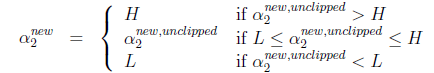 H if α₂^{new,unclipped} > H
α₂^{new} = { α₂^{new,unclipped} if L ≤ α₂^{new,unclipped} ≤ H
L if α₂^{new,unclipped} < L